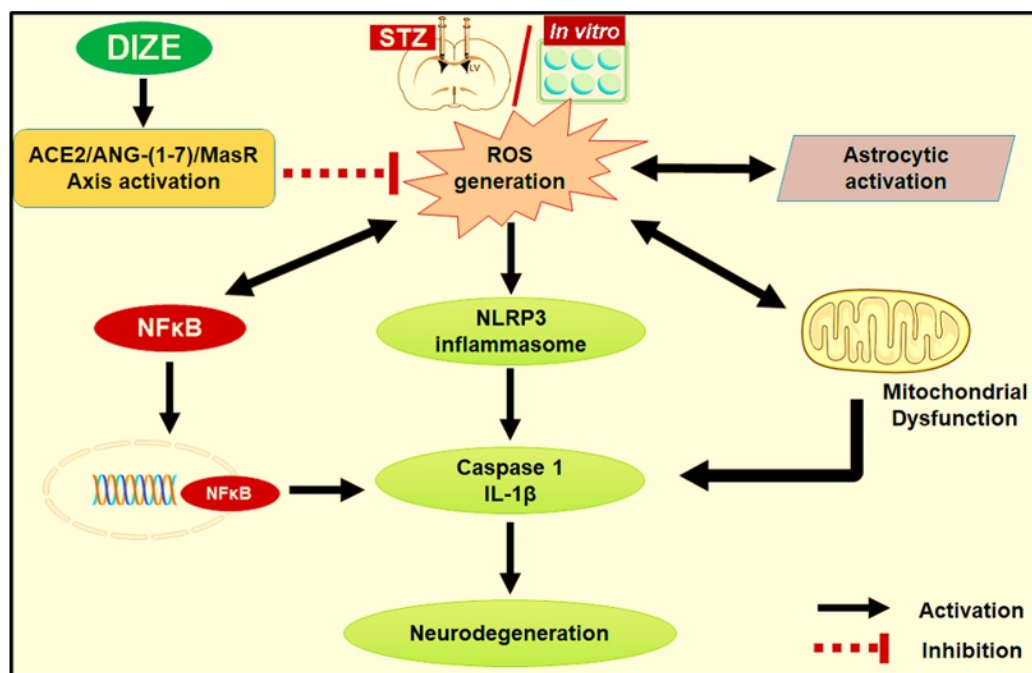 DIZE
STZ
LV
In vitro
ACE2/ANG-(1-7)/MasR
Axis activation
ROS
generation
Astrocytic
activation
NFκB
NLRP3
inflammasome
Mitochondrial
Dysfunction
NFκB
Caspase 1
IL-1β
Neurodegeneration
Activation
Inhibition